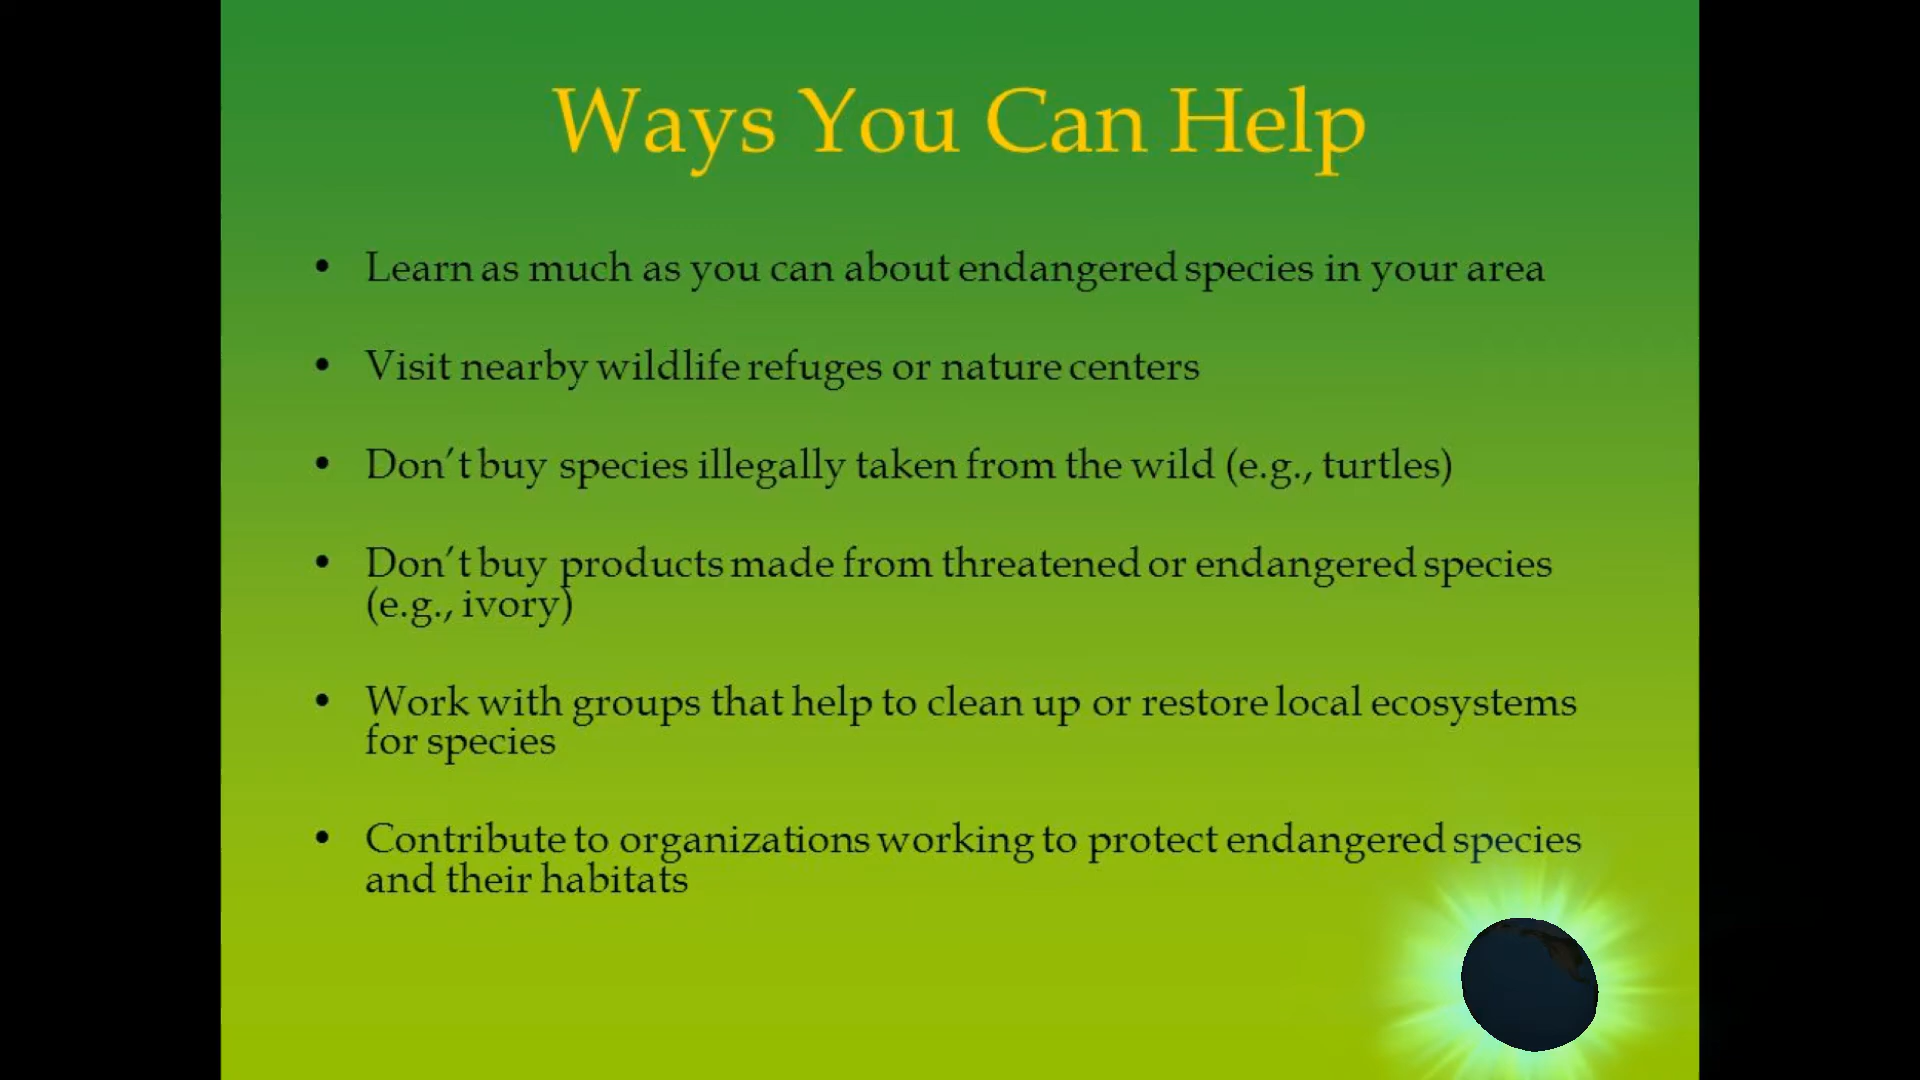 Ways You Can Help
• Learn as much as you can about endangered species in your area
• Visit nearby wildlife refuges or nature centers
• Don’t buy species illegally taken from the wild (e.g., turtles)
• Don’t buy products made from threatened or endangered species
(e.g., ivory)
• Work with groups that help to clean up or restore local ecosystems
for species
• Contribute to organizations working to protect endangered species
and their habitats